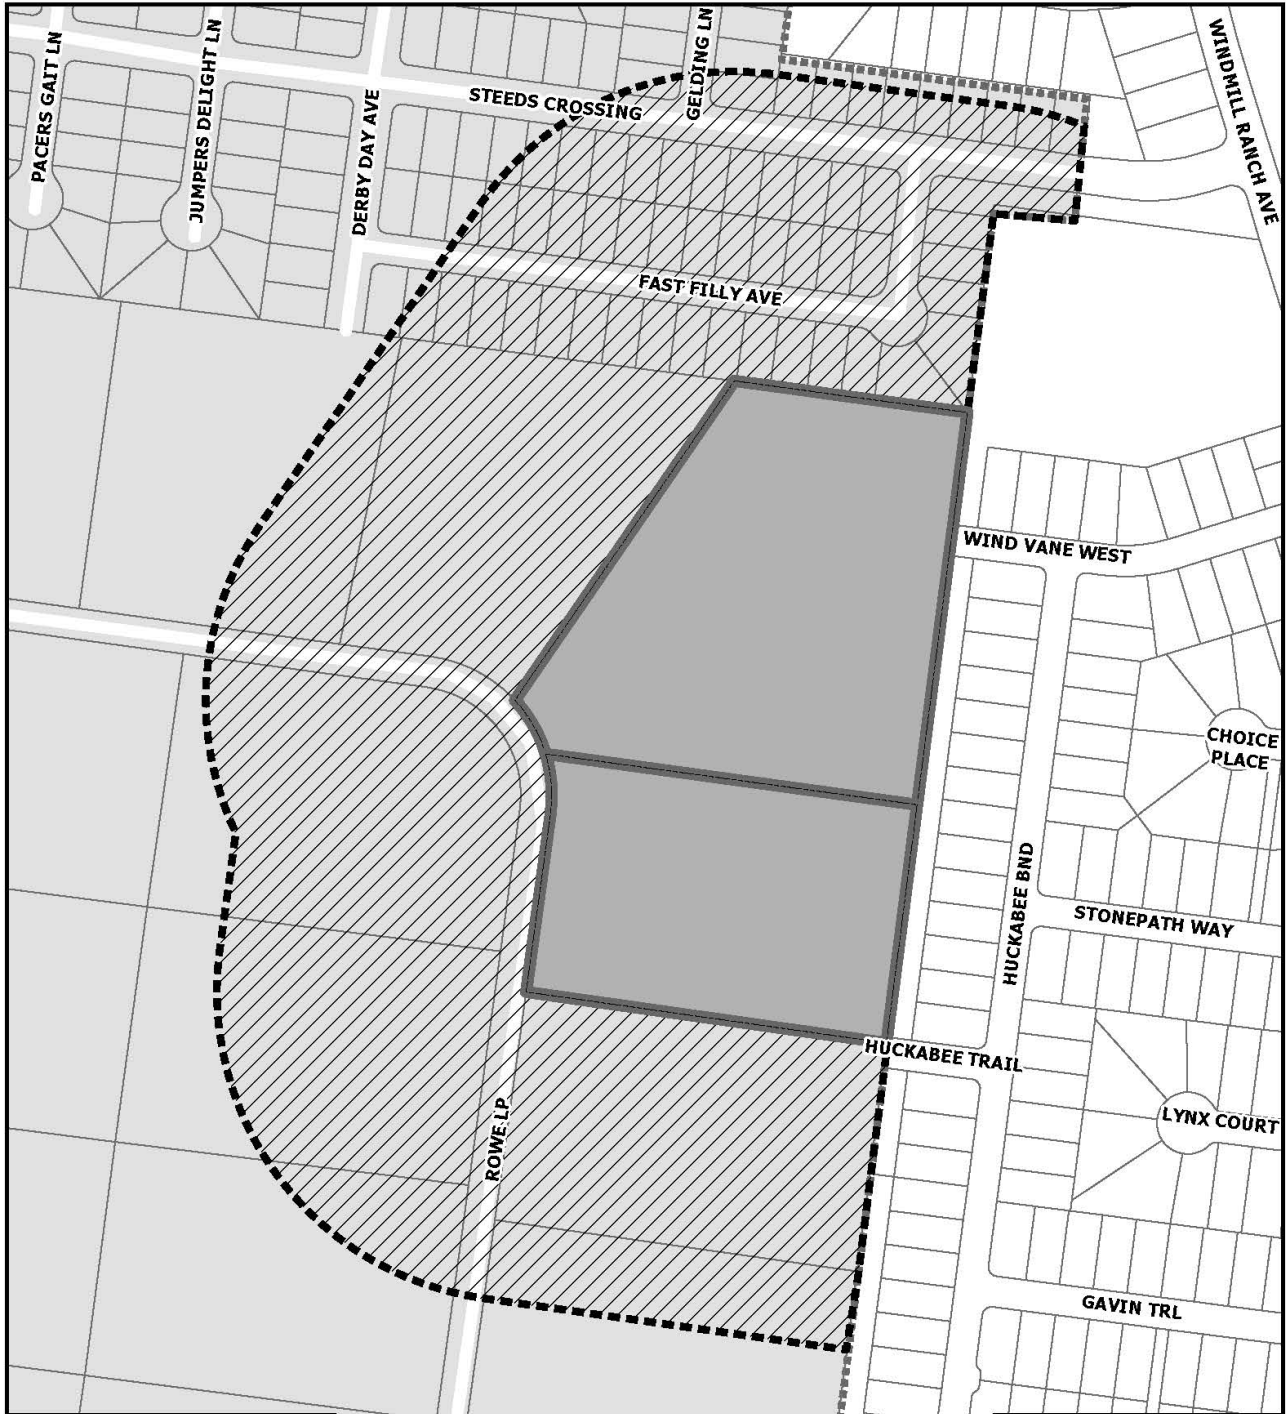 PACERS GAIT LN
JUMPERS DELIGHT LN
DERBY DAY AVE
STEEDS CROSSING
GELDING LN
WINDMILL RANCH AVE
FAST FILLY AVE
WIND VANE WEST
CHOICE
PLACE
HUCKABEE BND
STONEPATH WAY
HUCKABEE TRAIL
LYNX COURT
ROWE LP
GAVIN TRL